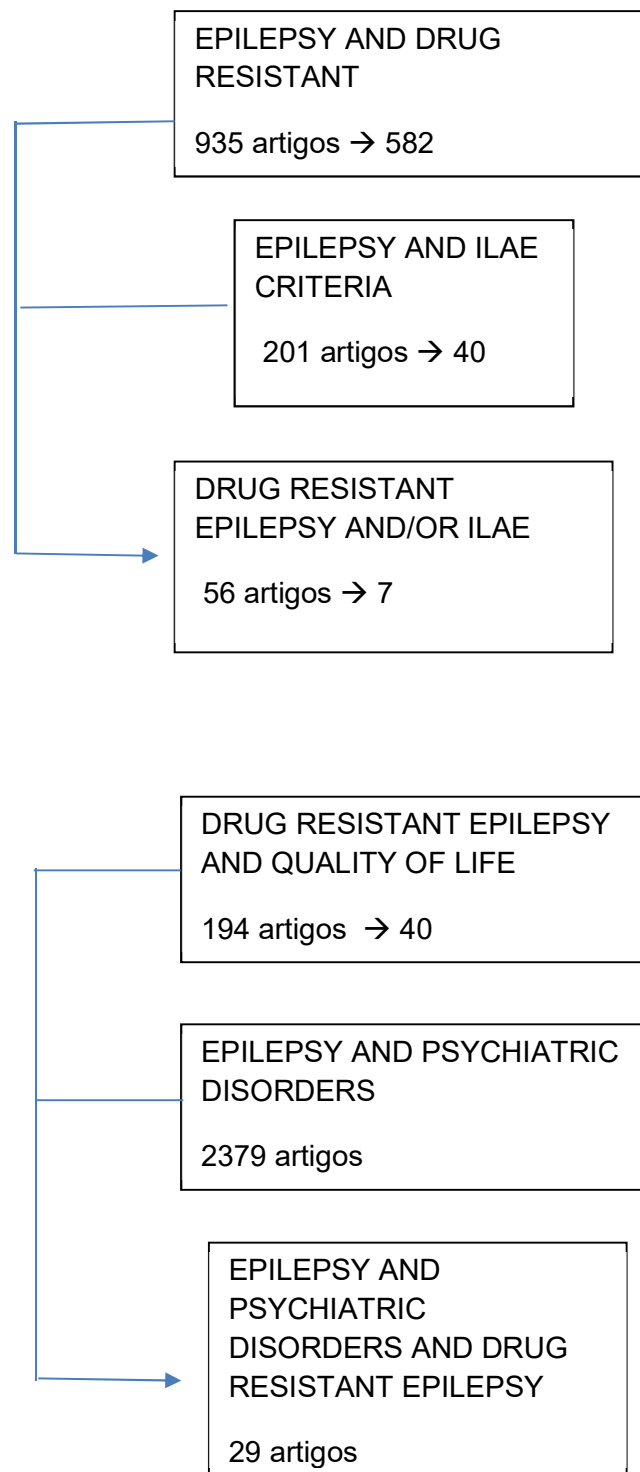 EPILEPSY AND DRUG
RESISTANT
935 artigos → 582
EPILEPSY AND ILAE
CRITERIA
201 artigos → 40
DRUG RESISTANT
EPILEPSY AND/OR ILAE
56 artigos → 7
DRUG RESISTANT EPILEPSY
AND QUALITY OF LIFE
194 artigos → 40
EPILEPSY AND PSYCHIATRIC
DISORDERS
2379 artigos
EPILEPSY AND
PSYCHIATRIC
DISORDERS AND DRUG
RESISTANT EPILEPSY
29 artigos